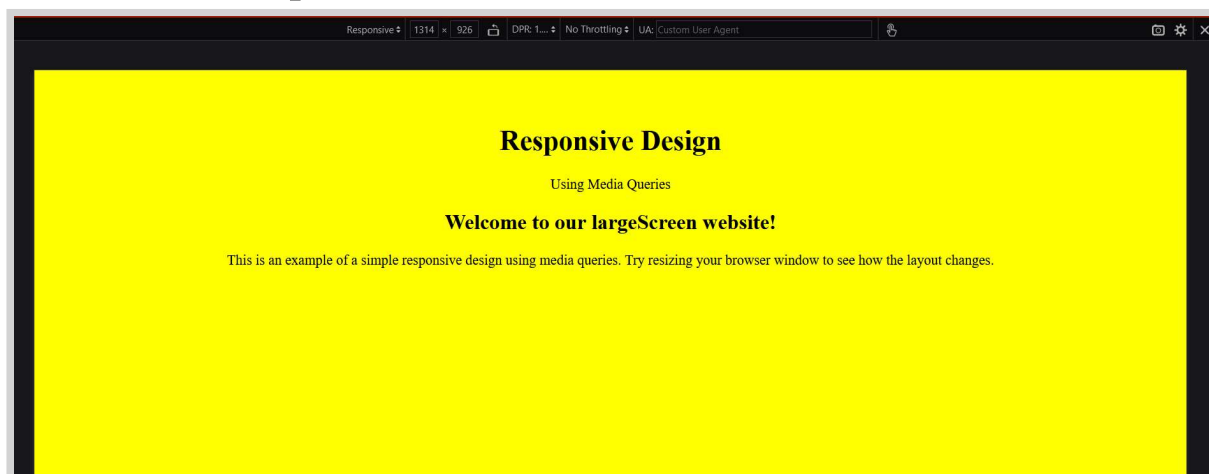 Responsive 1314 × 926 DPR: 1.... No Throttling UA: Custom User Agent
Responsive Design
Using Media Queries
Welcome to our largeScreen website!
This is an example of a simple responsive design using media queries. Try resizing your browser window to see how the layout changes.